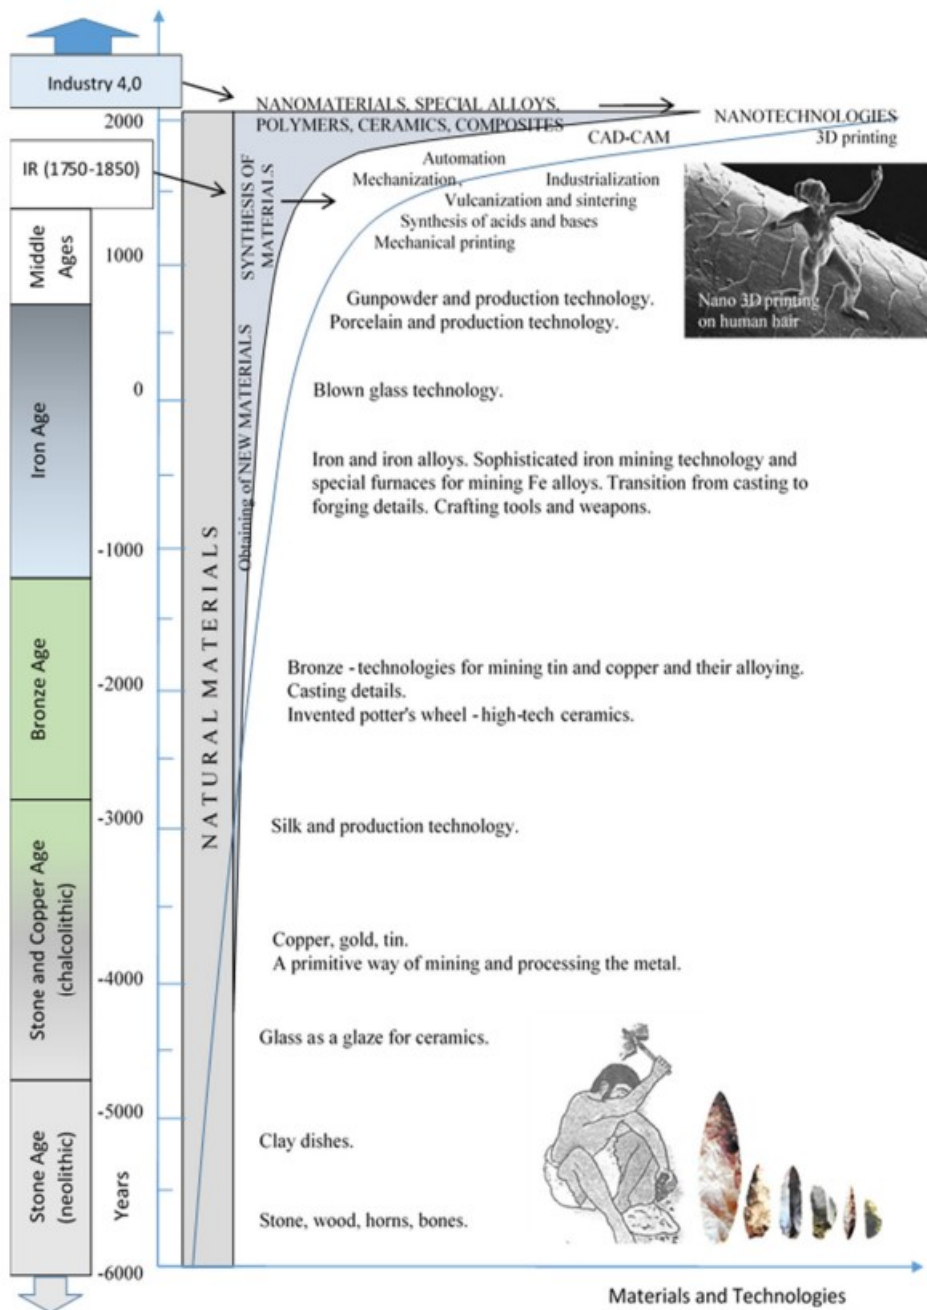 Industry 4,0
NANOMATERIALS, SPECIAL ALLOYS,
POLYMERS, CERAMICS, COMPOSITES
NANOTECHNOLOGIES
3D printing
2000
CAD-CAM
IR (1750-1850)
Automation
Mechanization,
Industrialization
Vulcanization and sintering
Synthesis of acids and bases
Mechanical printing
SYNTHESIS OF
MATERIALS
Middle
Ages
1000
Gunpowder and production technology.
Porcelain and production technology.
Nano 3D printing
on human hair
0
Blown glass technology.
Obtaining of NEW MATERIALS
Iron Age
Iron and iron alloys. Sophisticated iron mining technology and
special furnaces for mining Fe alloys. Transition from casting to
forging details. Crafting tools and weapons.
-1000
NATURAL MATERIALS
Bronze Age
-2000
Bronze - technologies for mining tin and copper and their alloying.
Casting details.
Invented potter's wheel - high-tech ceramics.
-3000
Silk and production technology.
Stone and Copper Age
(chalcolithic)
Copper, gold, tin.
A primitive way of mining and processing the metal.
-4000
Glass as a glaze for ceramics.
-5000
Clay dishes.
Stone Age
(neolithic)
Years
Stone, wood, horns, bones.
-6000
Materials and Technologies